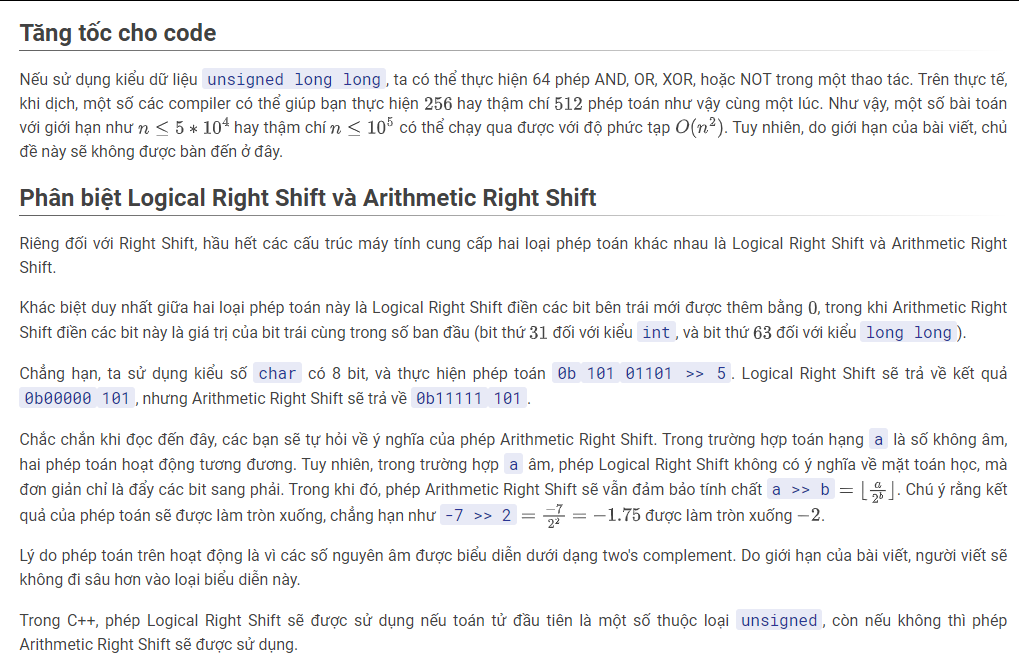 Tăng tốc cho code
Nếu sử dụng kiểu dữ liệu unsigned long long, ta có thể thực hiện 64 phép AND, OR, XOR, hoặc NOT trong một thao tác. Trên thực tế,
khi dịch, một số các compiler có thể giúp bạn thực hiện 256 hay thậm chí 512 phép toán như vậy cùng một lúc. Như vậy, một số bài toán
với giới hạn như n ≤ 5 ∗ 10⁴ hay thậm chí n ≤ 10⁵ có thể chạy qua được với độ phức tạp O(n²). Tuy nhiên, do giới hạn của bài viết, chủ
đề này sẽ không được bàn đến ở đây.
Phân biệt Logical Right Shift và Arithmetic Right Shift
Riêng đối với Right Shift, hầu hết các cấu trúc máy tính cung cấp hai loại phép toán khác nhau là Logical Right Shift và Arithmetic Right
Shift.
Khác biệt duy nhất giữa hai loại phép toán này là Logical Right Shift điền các bit bên trái mới được thêm bằng 0, trong khi Arithmetic Right
Shift điền các bit này là giá trị của bit trái cùng trong số ban đầu (bit thứ 31 đối với kiểu int, và bit thứ 63 đối với kiểu long long).
Chẳng hạn, ta sử dụng kiểu số char có 8 bit, và thực hiện phép toán 0b 101 01101 >> 5. Logical Right Shift sẽ trả về kết quả
0b00000 101, nhưng Arithmetic Right Shift sẽ trả về 0b11111 101.
Chắc chắn khi đọc đến đây, các bạn sẽ tự hỏi về ý nghĩa của phép Arithmetic Right Shift. Trong trường hợp toán hạng a là số không âm,
hai phép toán hoạt động tương đương. Tuy nhiên, trong trường hợp a âm, phép Logical Right Shift không có ý nghĩa về mặt toán học, mà
đơn giản chỉ là đẩy các bit sang phải. Trong khi đó, phép Arithmetic Right Shift sẽ vẫn đảm bảo tính chất a >> b = ⌊a/2ᵇ⌋. Chú ý rằng kết
quả của phép toán sẽ được làm tròn xuống, chẳng hạn như -7 >> 2 = −7/2² = −1.75 được làm tròn xuống −2.
Lý do phép toán trên hoạt động là vì các số nguyên âm được biểu diễn dưới dạng two's complement. Do giới hạn của bài viết, người viết sẽ
không đi sâu hơn vào loại biểu diễn này.
Trong C++, phép Logical Right Shift sẽ được sử dụng nếu toán tử đầu tiên là một số thuộc loại unsigned, còn nếu không thì phép
Arithmetic Right Shift sẽ được sử dụng.